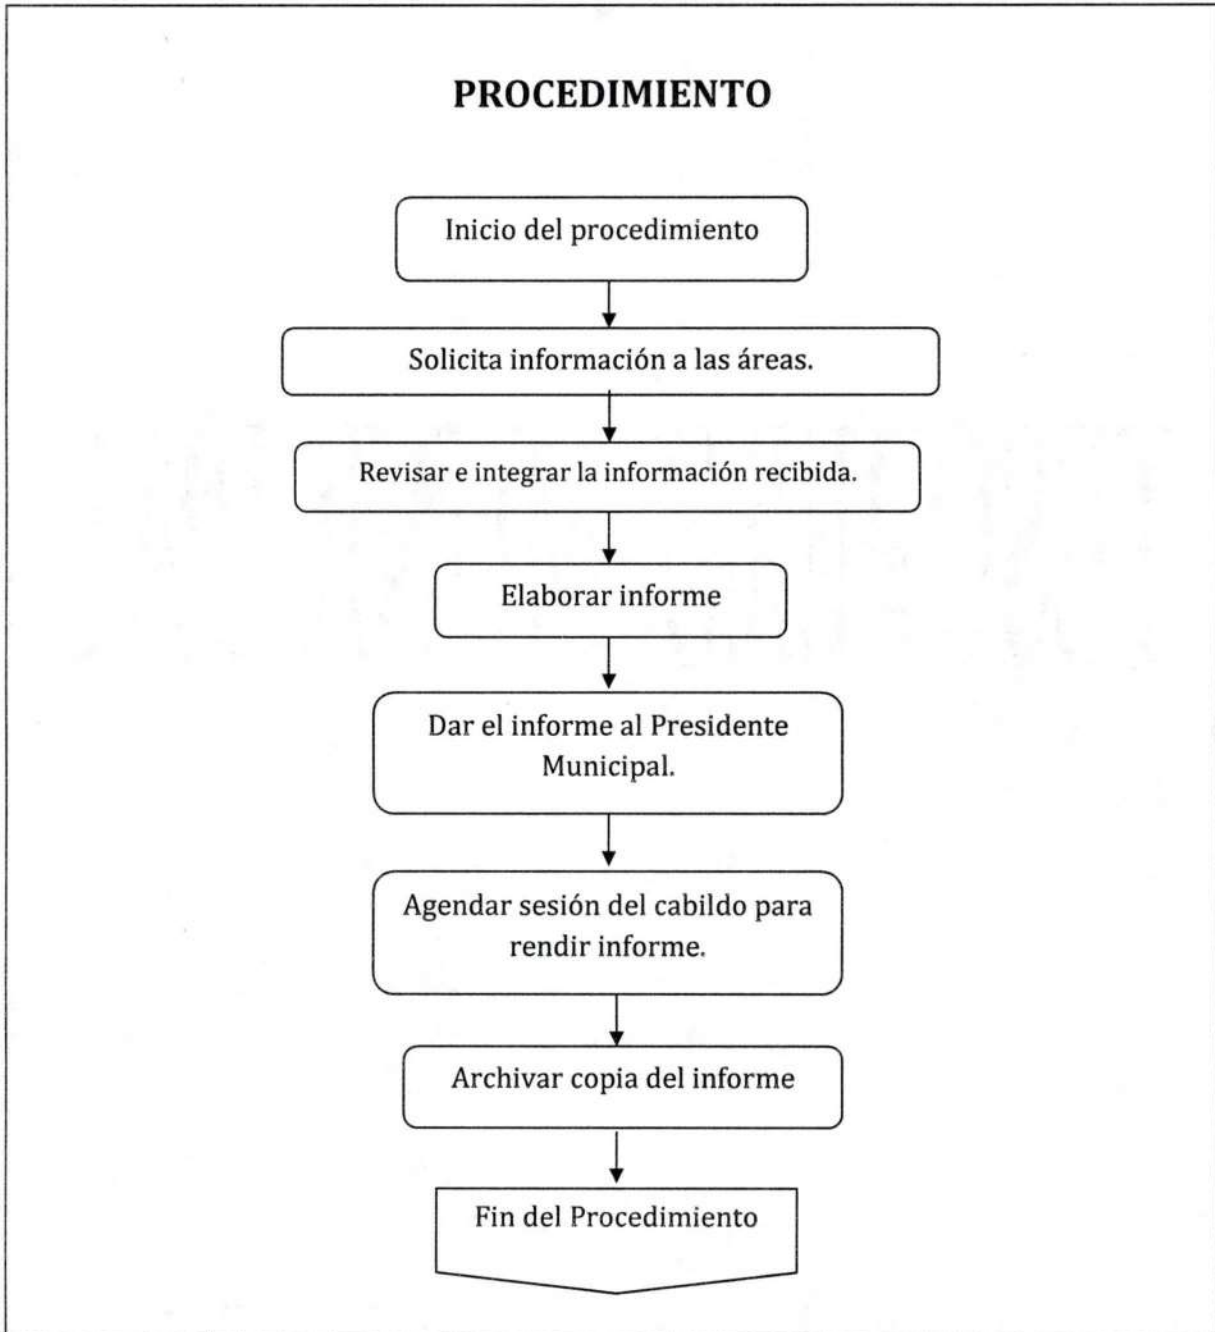 PROCEDIMIENTO
Inicio del procedimiento
Solicita información a las áreas.
Revisar e integrar la información recibida.
Elaborar informe
Dar el informe al Presidente
Municipal.
Agendar sesión del cabildo para
rendir informe.
Archivar copia del informe
Fin del Procedimiento